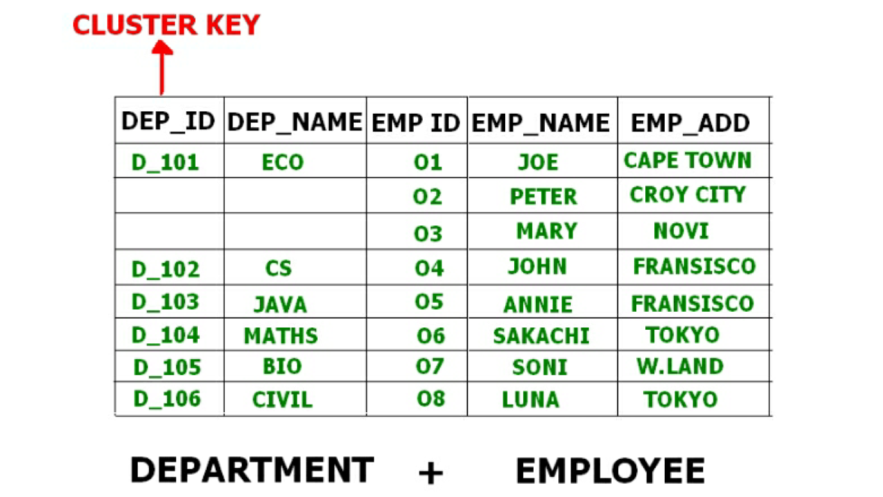 CLUSTER KEY
DEP_ID DEP_NAME EMP ID EMP_NAME EMP_ADD
D_101 ECO 01 JOE CAPE TOWN
02 PETER CROY CITY
03 MARY NOVI
D_102 CS 04 JOHN FRANSISCO
D_103 JAVA 05 ANNIE FRANSISCO
D_104 MATHS 06 SAKACHI TOKYO
D_105 BIO 07 SONI W.LAND
D_106 CIVIL 08 LUNA TOKYO
DEPARTMENT + EMPLOYEE